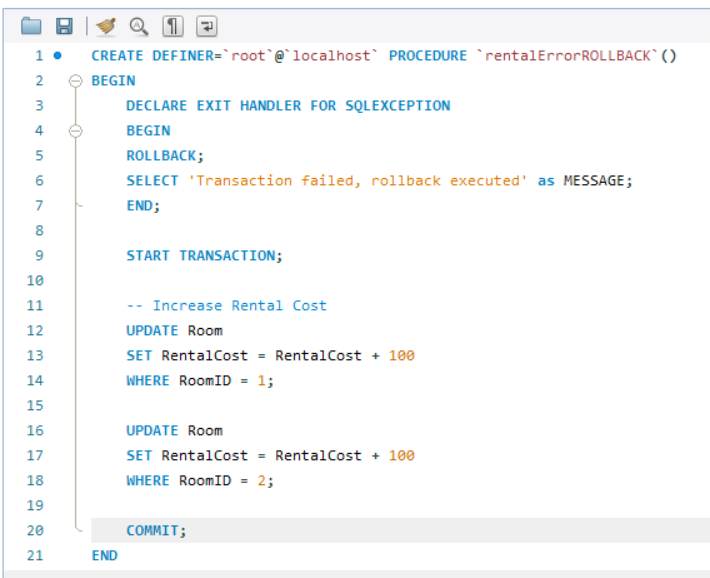 1 CREATE DEFINER=`root`@`localhost` PROCEDURE `rentalErrorROLLBACK`()
2 BEGIN
3 DECLARE EXIT HANDLER FOR SQLEXCEPTION
4 BEGIN
5 ROLLBACK;
6 SELECT 'Transaction failed, rollback executed' as MESSAGE;
7 END;
8
9 START TRANSACTION;
10
11 -- Increase Rental Cost
12 UPDATE Room
13 SET RentalCost = RentalCost + 100
14 WHERE RoomID = 1;
15
16 UPDATE Room
17 SET RentalCost = RentalCost + 100
18 WHERE RoomID = 2;
19
20 COMMIT;
21 END